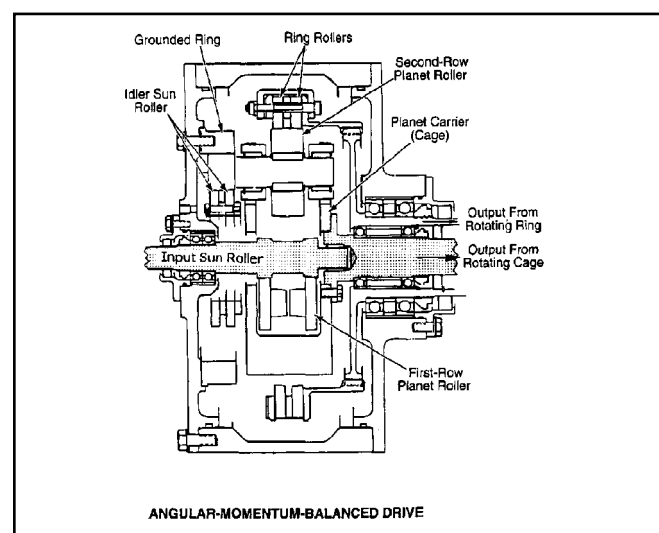 Grounded Ring
Ring Rollers
Second-Row
Planet Roller
Idler Sun
Roller
Planet Carrier
(Cage)
Output From
Rotating Ring
Input Sun Roller
Output From
Rotating Cage
First-Row
Planet Roller
ANGULAR-MOMENTUM-BALANCED DRIVE